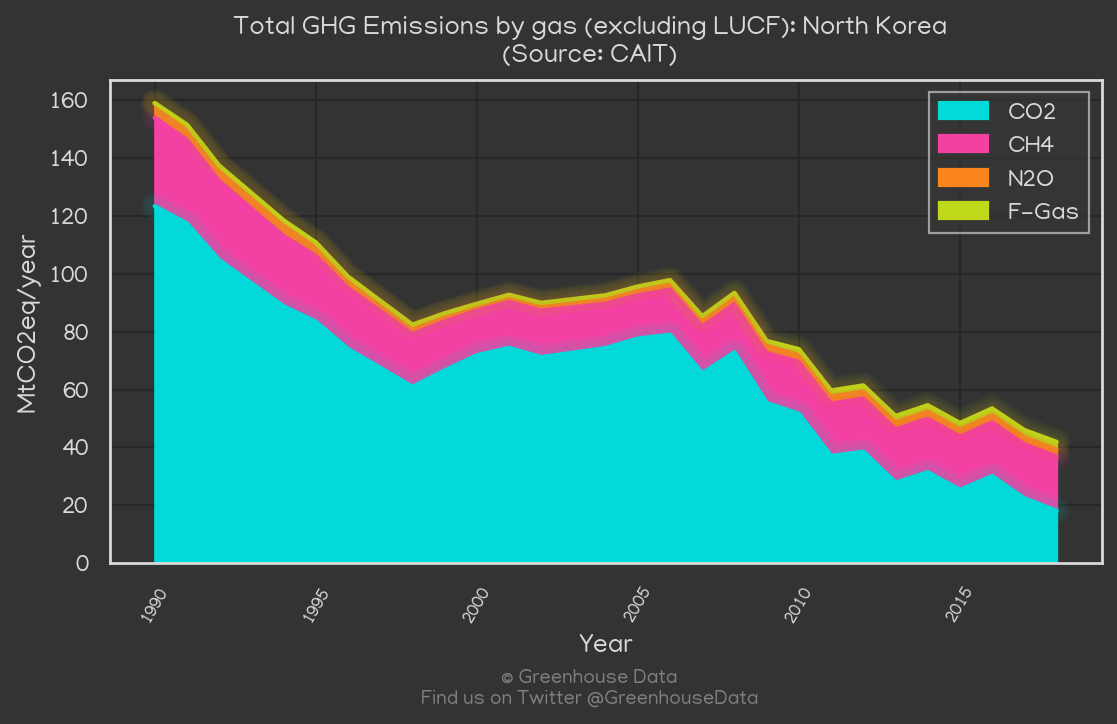 Total GHG Emissions by gas (excluding LUCF): North Korea
(Source: CAIT)
160
140
120
100
80
60
40
20
0
MtCO2eq/year
CO2
CH4
N2O
F-Gas
1990
1995
2000
2005
2010
2015
Year
© Greenhouse Data
Find us on Twitter @GreenhouseData